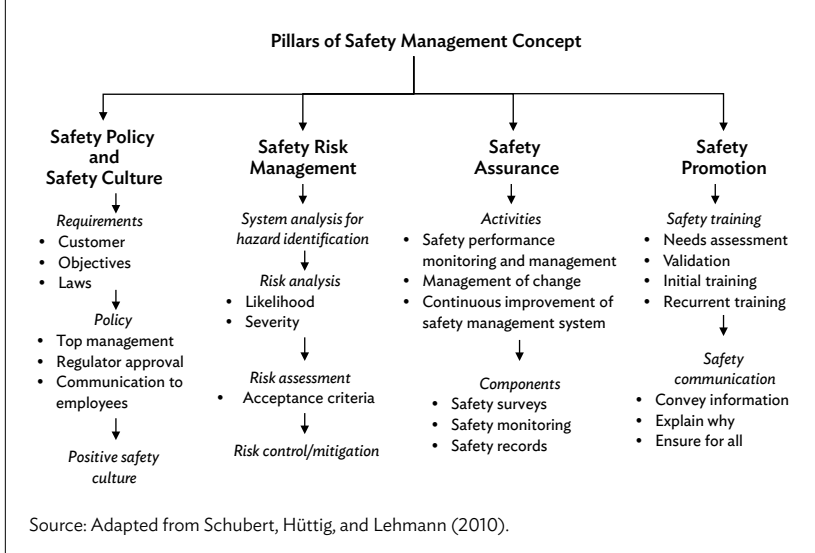 Pillars of Safety Management Concept
Safety Policy
and
Safety Culture
Requirements
• Customer
• Objectives
• Laws
Policy
• Top management
• Regulator approval
• Communication to
employees
Positive safety
culture
Safety Risk
Management
System analysis for
hazard identification
Risk analysis
• Likelihood
• Severity
Risk assessment
• Acceptance criteria
Risk control/mitigation
Safety
Assurance
Activities
• Safety performance
monitoring and management
• Management of change
• Continuous improvement of
safety management system
Components
• Safety surveys
• Safety monitoring
• Safety records
Safety
Promotion
Safety training
• Needs assessment
• Validation
• Initial training
• Recurrent training
Safety
communication
• Convey information
• Explain why
• Ensure for all
Source: Adapted from Schubert, Hüttig, and Lehmann (2010).